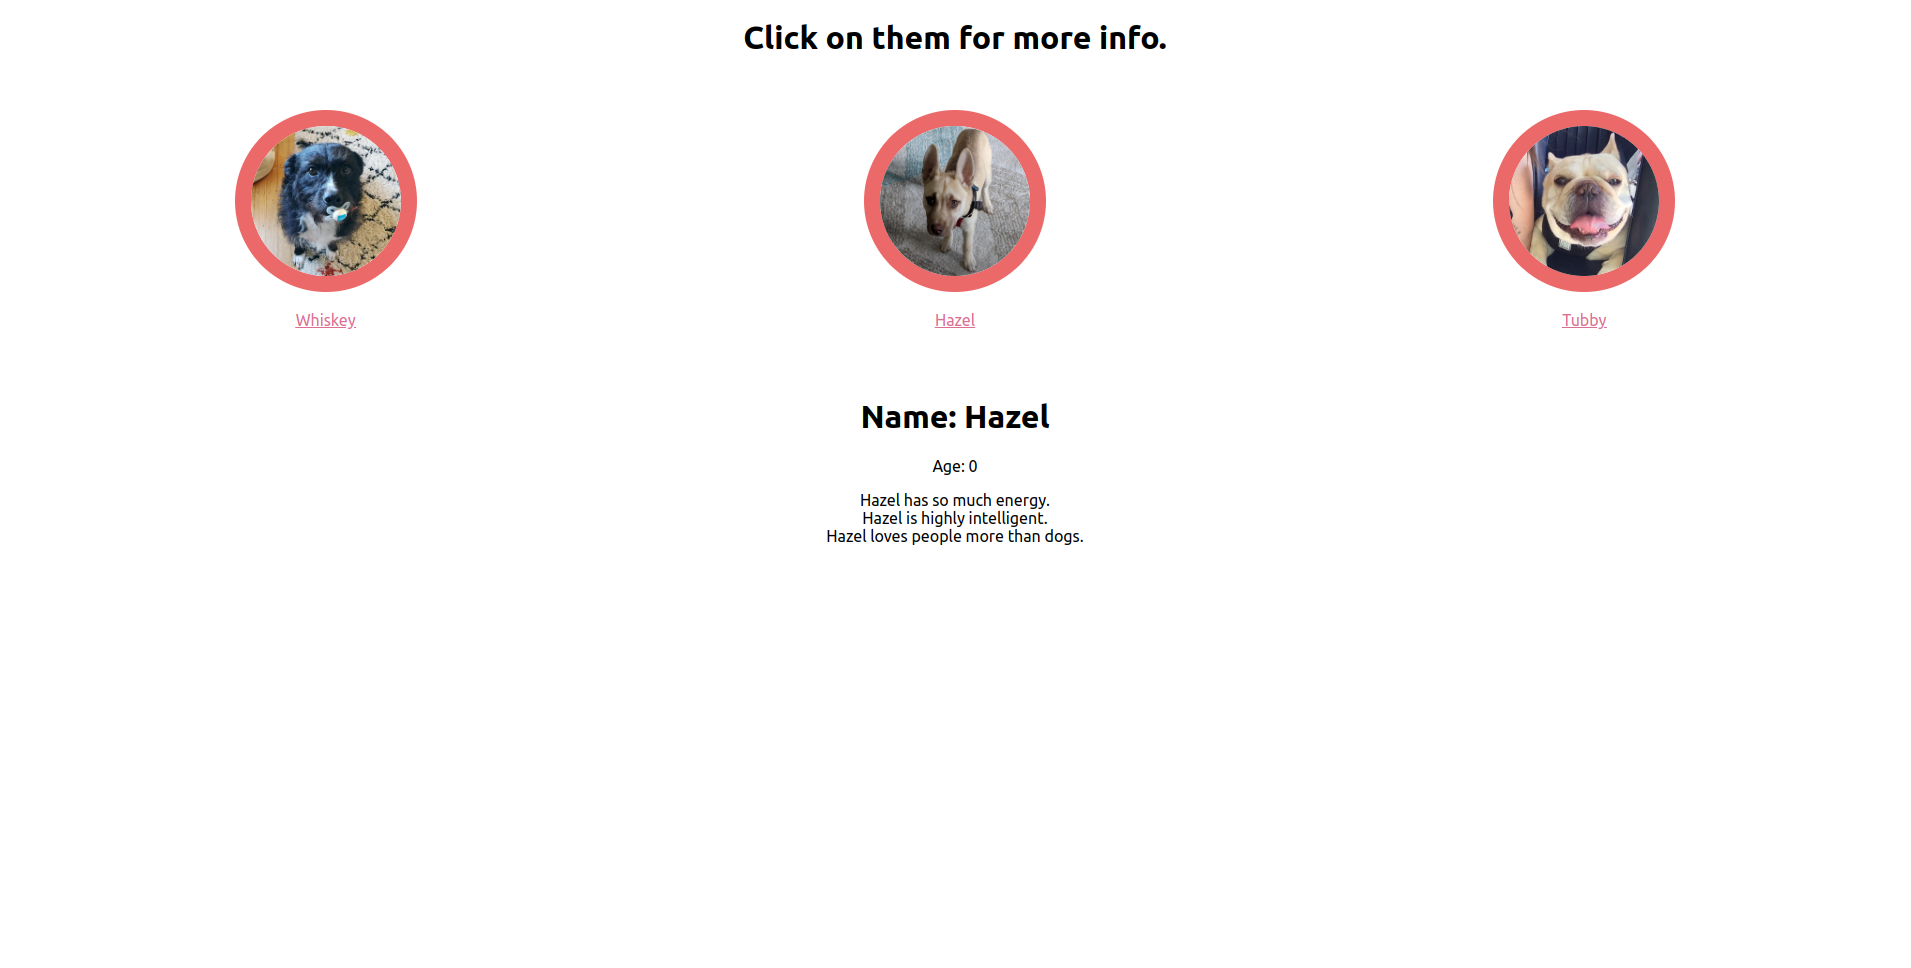 Click on them for more info.
Whiskey
Hazel
Tubby
Name: Hazel
Age: 0
Hazel has so much energy.
Hazel is highly intelligent.
Hazel loves people more than dogs.